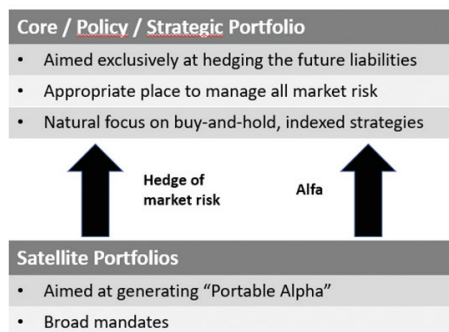 Core / Policy / Strategic Portfolio
• Aimed exclusively at hedging the future liabilities
• Appropriate place to manage all market risk
• Natural focus on buy-and-hold, indexed strategies
Hedge of
market risk
Alfa
Satellite Portfolios
• Aimed at generating “Portable Alpha”
• Broad mandates